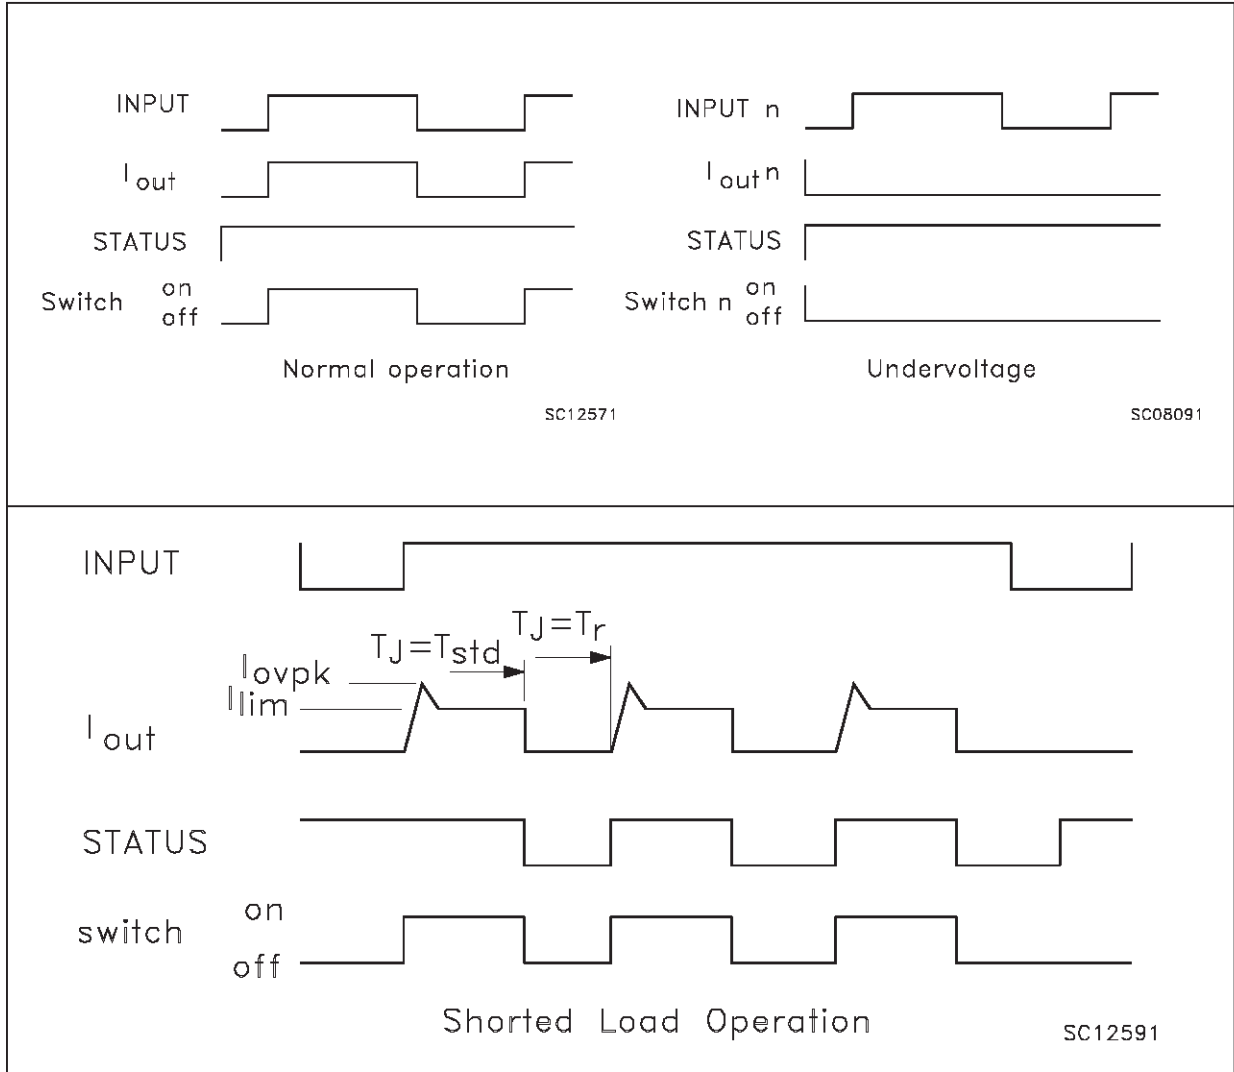 INPUT
I out
STATUS
Switch on
off
Normal operation
SC12571
INPUT n
I out n
STATUS
Switch n on
off
Undervoltage
SC08091
INPUT
TJ=Tstd
TJ=Tr
Iovpk
Ilim
I out
STATUS
switch on
off
Shorted Load Operation
SC12591